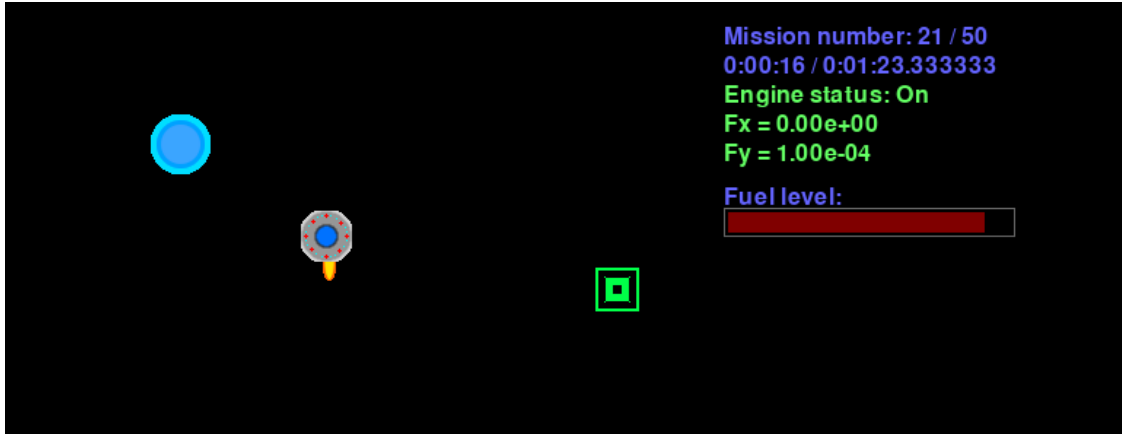 Mission number: 21 / 50
0:00:16 / 0:01:23.333333
Engine status: On
Fx = 0.00e+00
Fy = 1.00e-04
Fuel level: